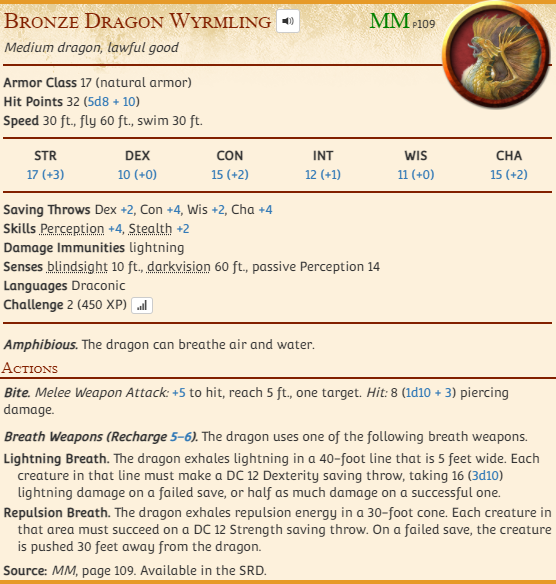 Bronze Dragon Wyrmling MM P109
Medium dragon, lawful good
Armor Class 17 (natural armor)
Hit Points 32 (5d8 + 10)
Speed 30 ft., fly 60 ft., swim 30 ft.
STR DEX CON INT WIS CHA
17 (+3) 10 (+0) 15 (+2) 12 (+1) 11 (+0) 15 (+2)
Saving Throws Dex +2, Con +4, Wis +2, Cha +4
Skills Perception +4, Stealth +2
Damage Immunities lightning
Senses blindsight 10 ft., darkvision 60 ft., passive Perception 14
Languages Draconic
Challenge 2 (450 XP)
Amphibious. The dragon can breathe air and water.
Actions
Bite. Melee Weapon Attack: +5 to hit, reach 5 ft., one target. Hit: 8 (1d10 + 3) piercing
damage.
Breath Weapons (Recharge 5–6). The dragon uses one of the following breath weapons.
Lightning Breath. The dragon exhales lightning in a 40-foot line that is 5 feet wide. Each
creature in that line must make a DC 12 Dexterity saving throw, taking 16 (3d10)
lightning damage on a failed save, or half as much damage on a successful one.
Repulsion Breath. The dragon exhales repulsion energy in a 30-foot cone. Each creature in
that area must succeed on a DC 12 Strength saving throw. On a failed save, the creature
is pushed 30 feet away from the dragon.
Source: MM, page 109. Available in the SRD.